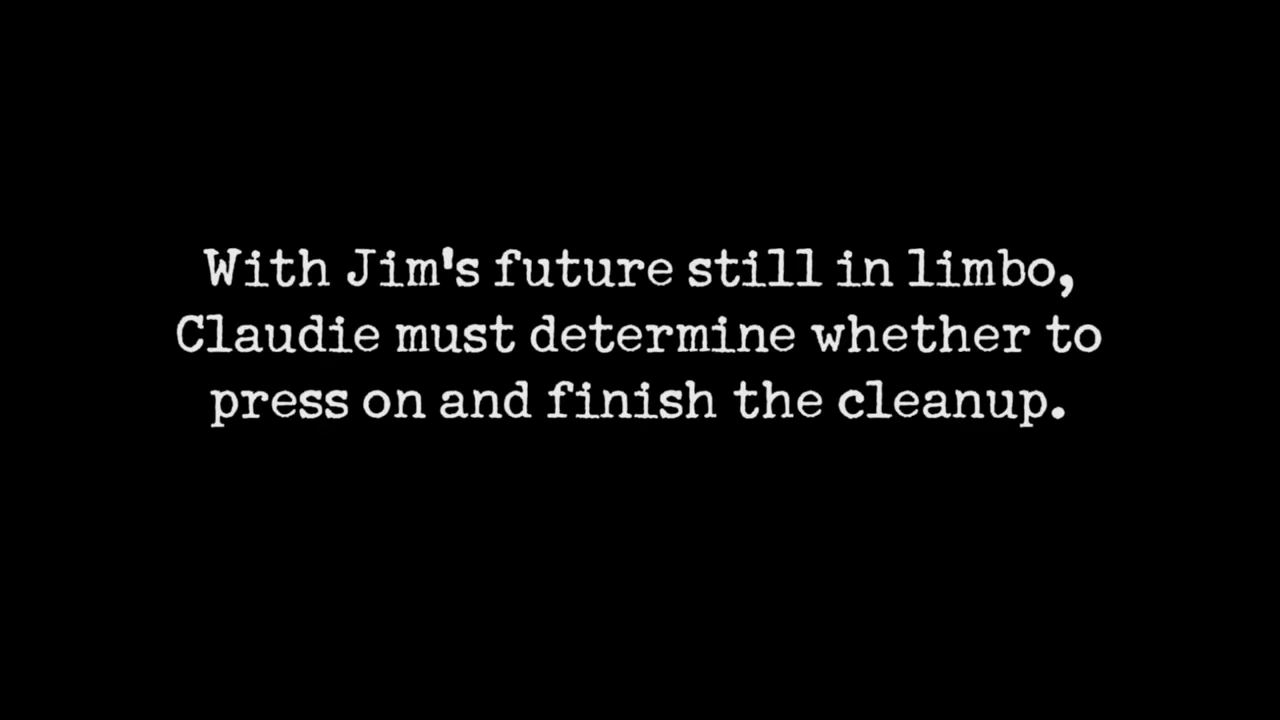 With Jim's future still in limbo,
Claudie must determine whether to
press on and finish the cleanup.